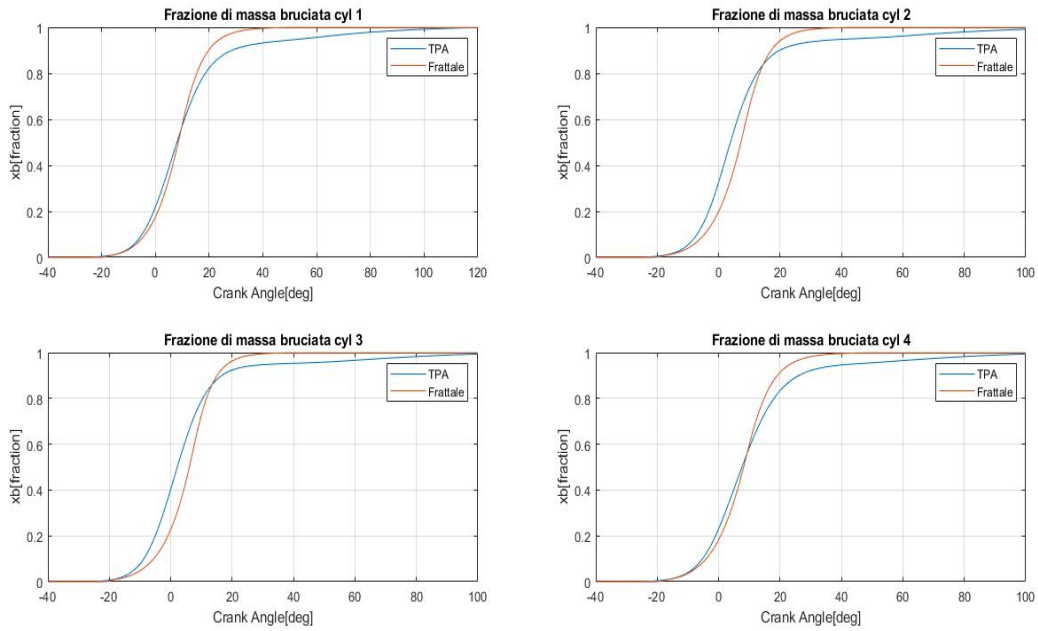 Frazione di massa bruciata cyl 1
1
0.8
0.6
0.4
0.2
0
xb[fraction]
TPA
Frattale
-40 -20 0 20 40 60 80 100 120
Crank Angle[deg]
Frazione di massa bruciata cyl 2
1
0.8
0.6
0.4
0.2
0
xb[fraction]
TPA
Frattale
-40 -20 0 20 40 60 80 100
Crank Angle[deg]
Frazione di massa bruciata cyl 3
1
0.8
0.6
0.4
0.2
0
xb[fraction]
TPA
Frattale
-40 -20 0 20 40 60 80 100
Crank Angle[deg]
Frazione di massa bruciata cyl 4
1
0.8
0.6
0.4
0.2
0
xb[fraction]
TPA
Frattale
-40 -20 0 20 40 60 80 100
Crank Angle[deg]